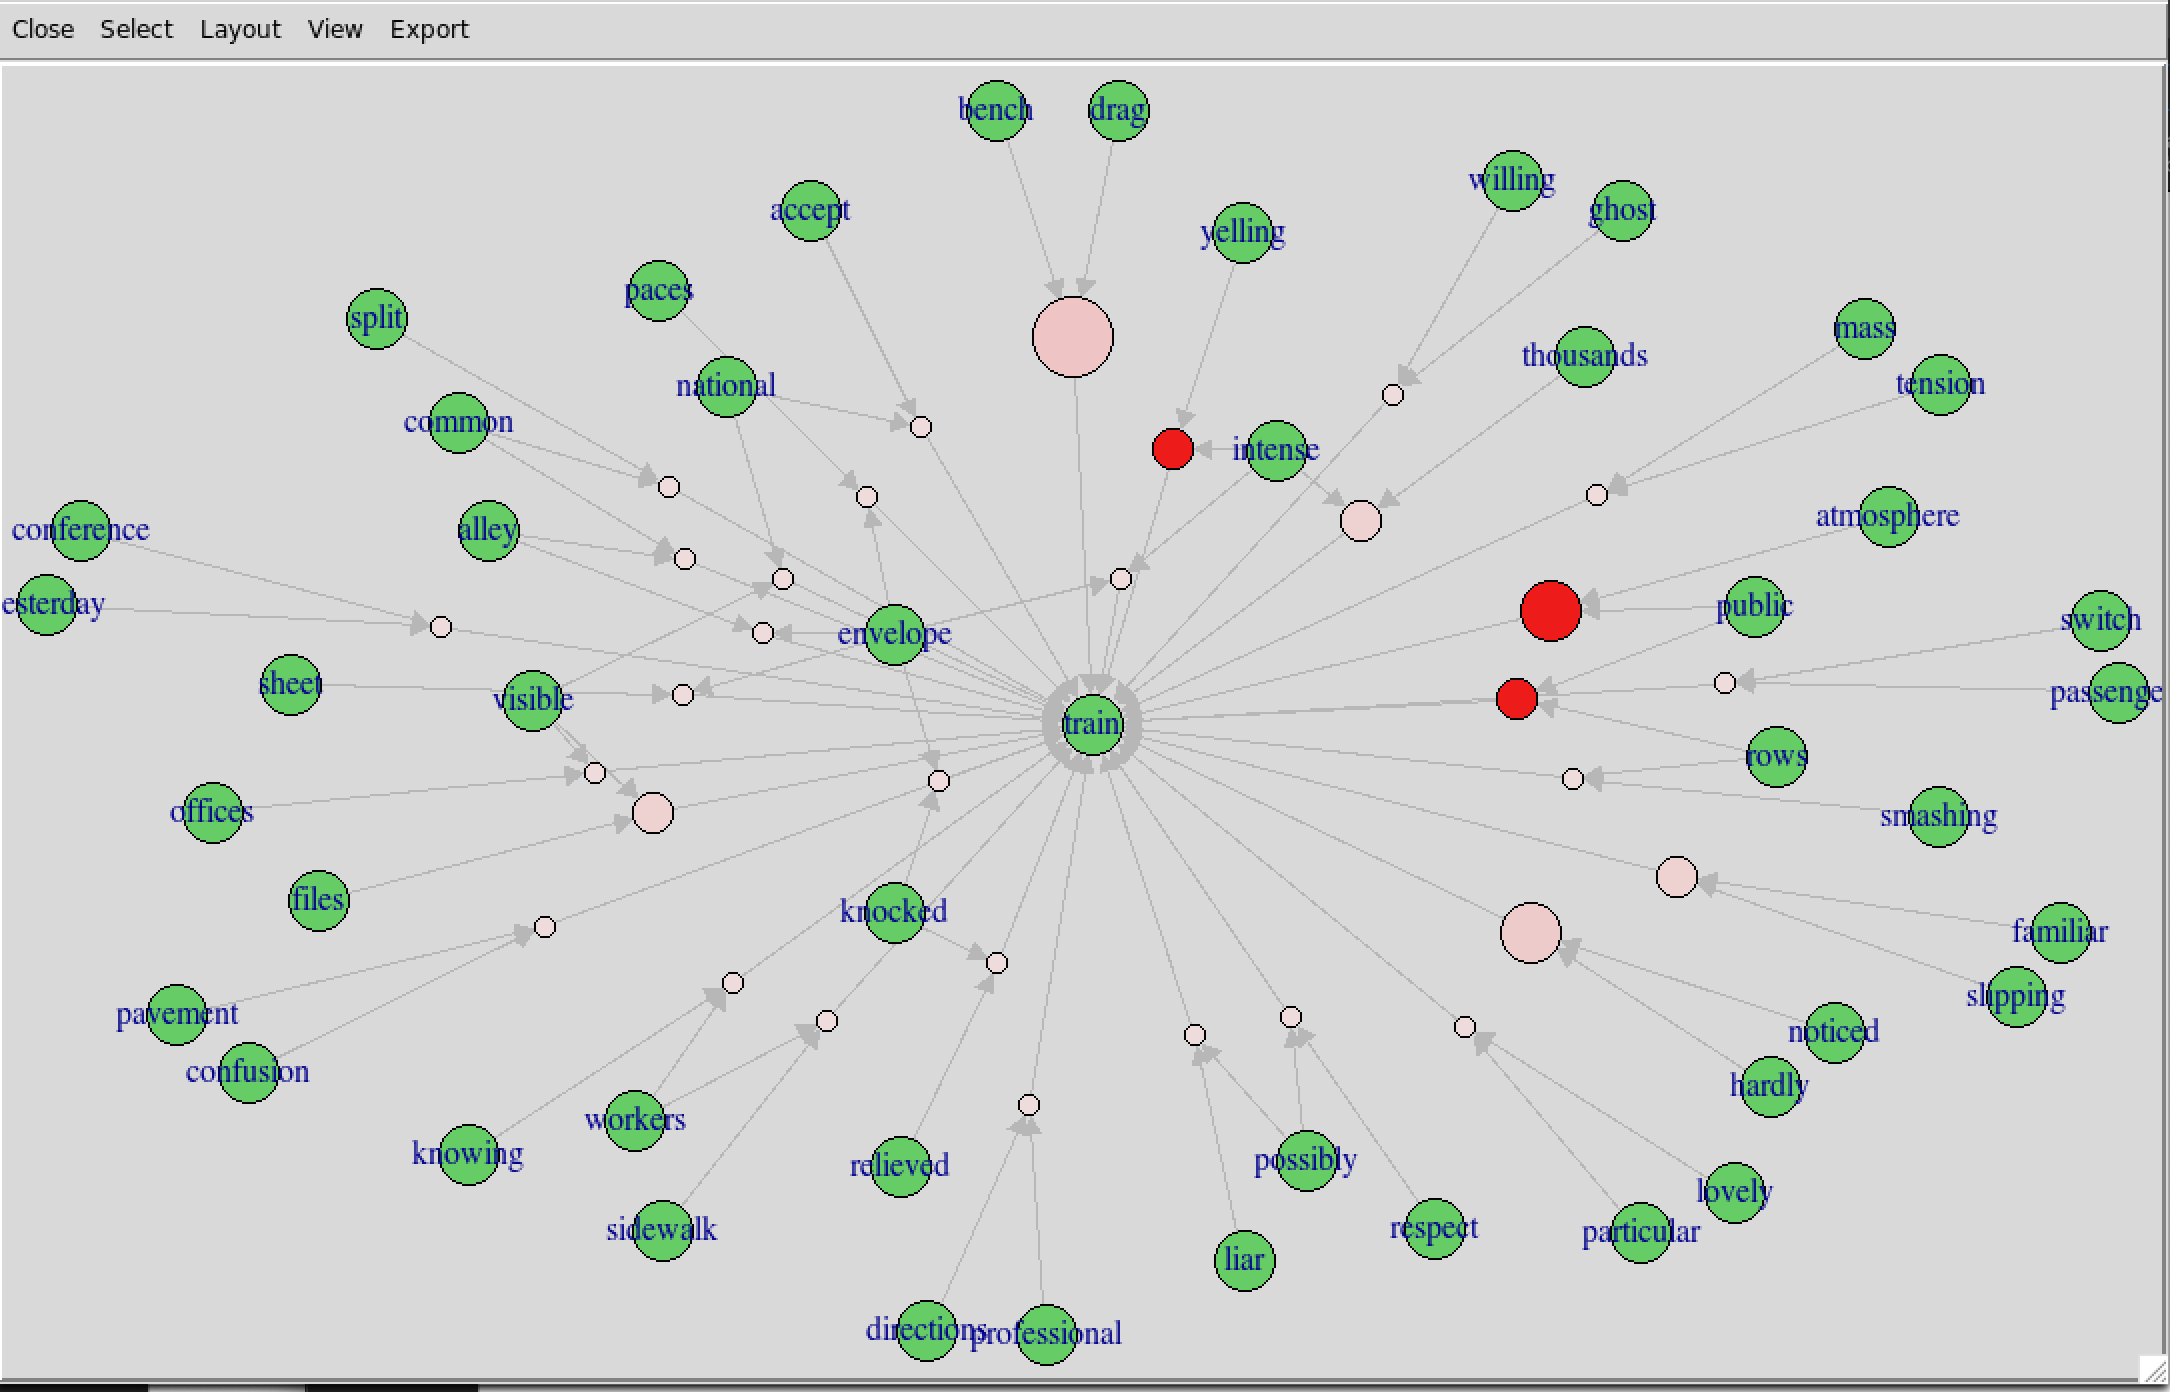 Close Select Layout View Export
bench drag
willing
accept ghost
yelling
paces
split mass
thousands
national tension
common
intense
atmosphere
conference alley
esterday public
switch
envelope
sheet visible passenge
train
rows
offices smashing
files
knocked familiar
slipping
pavement noticed
confusion hardly
workers
knowing relieved possibly
lovely
sidewalk respect particular
liar
directions professional